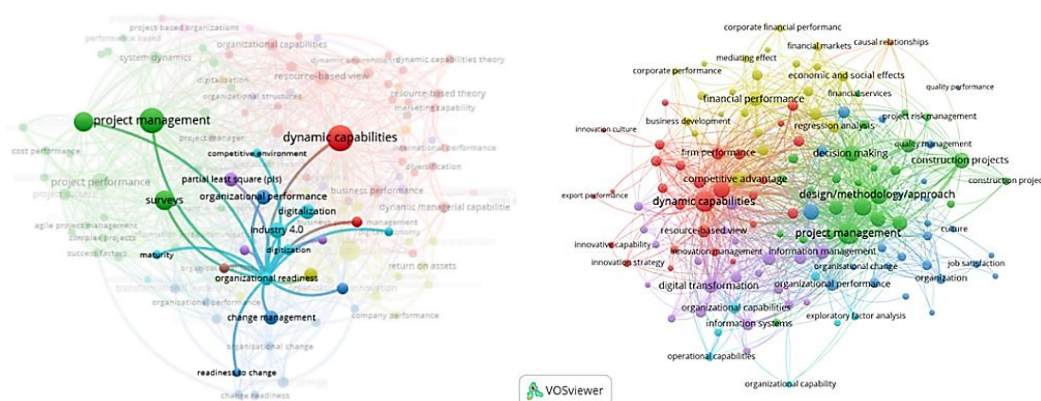 project based organizations
performance based
organizational capabilities
system dynamics
dynamic capabilities theory
digitalisation
resource-based view
organizational structures
resource-based theory
marketing capability
project management
project manager
dynamic capabilities
international performance
cost performance
competitive environment
diversification
partial least square (pls)
project performance
organizational performance
business performance
surveys
digitalization
dynamic managerial capabilitie
agile project management
industry 4.0
management
complex projects
success factors
maturity
digitization
return on assets
organizational readiness
organizational performance
innovation
change management
company performance
organizational change
readiness to change
change readiness
corporate financial performanc
financial markets
causal relationships
mediating effect
corporate performance
economic and social effects
financial services
quality performance
financial performance
business development
project risk management
innovation culture
regression analysis
quality management
firm performance
decision making
construction projects
competitive advantage
construction project
export performance
design/methodology/approach
dynamic capabilities
resource-based view
project management
culture
innovative capability
innovation management
information management
innovation strategy
organisational change
job satisfaction
digital transformation
organizational performance
organization
organizational capabilities
exploratory factor analysis
information systems
operational capabilities
organizational capability
VOSviewer